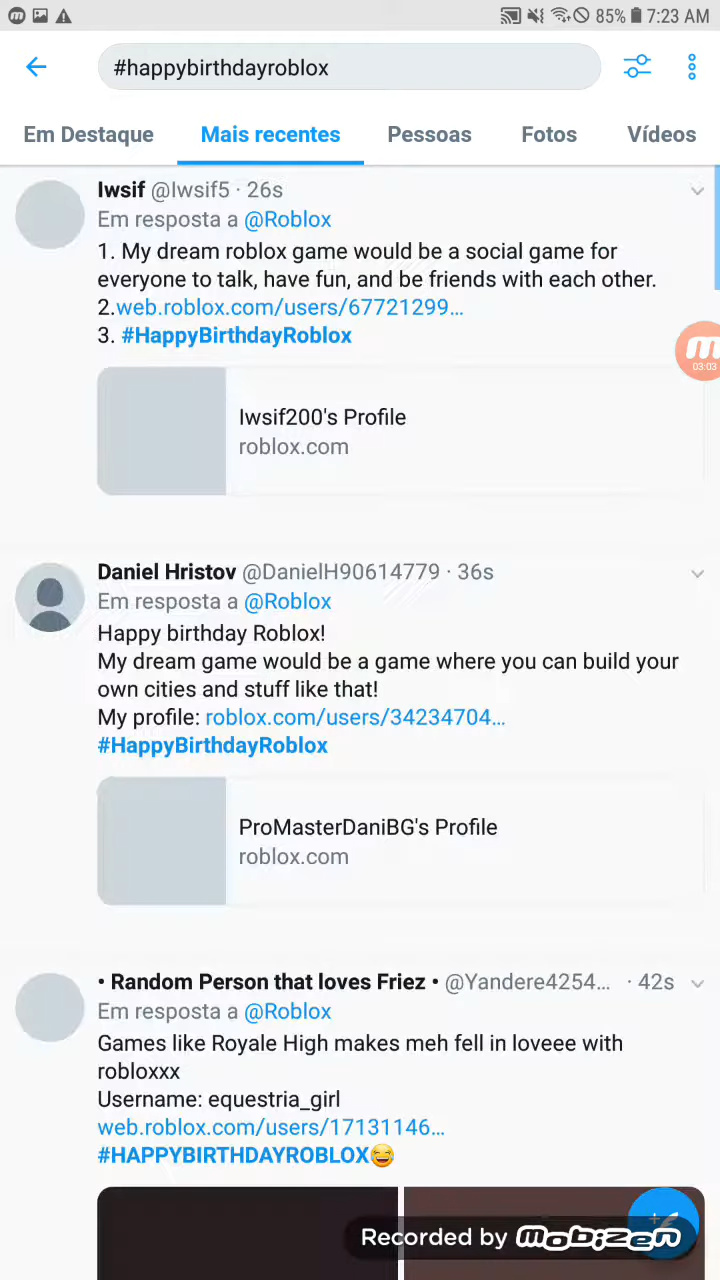 85% 7:23 AM
#happybirthdayroblox
Em Destaque Mais recentes Pessoas Fotos Vídeos
Iwsif @Iwsif5 · 26s
Em resposta a @Roblox
1. My dream roblox game would be a social game for
everyone to talk, have fun, and be friends with each other.
2.web.roblox.com/users/67721299…
3. #HappyBirthdayRoblox
m
03:03
Iwsif200's Profile
roblox.com
Daniel Hristov @DanielH90614779 · 36s
Em resposta a @Roblox
Happy birthday Roblox!
My dream game would be a game where you can build your
own cities and stuff like that!
My profile: roblox.com/users/34234704…
#HappyBirthdayRoblox
ProMasterDaniBG's Profile
roblox.com
• Random Person that loves Friez • @Yandere4254… · 42s
Em resposta a @Roblox
Games like Royale High makes meh fell in loveee with
robloxxx
Username: equestria_girl
web.roblox.com/users/17131146…
#HAPPYBIRTHDAYROBLOX😂
Recorded by mobizen